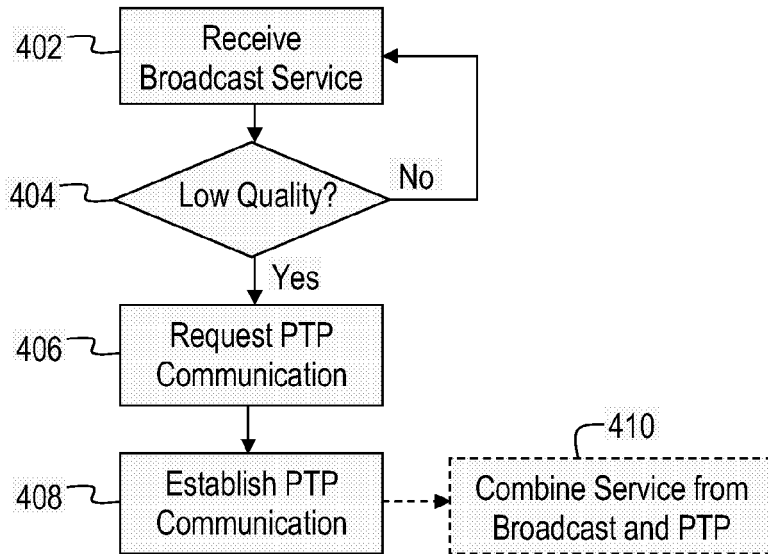 402
Receive
Broadcast Service
404
Low Quality?
No
Yes
406
Request PTP
Communication
410
408
Establish PTP
Communication
Combine Service from
Broadcast and PTP